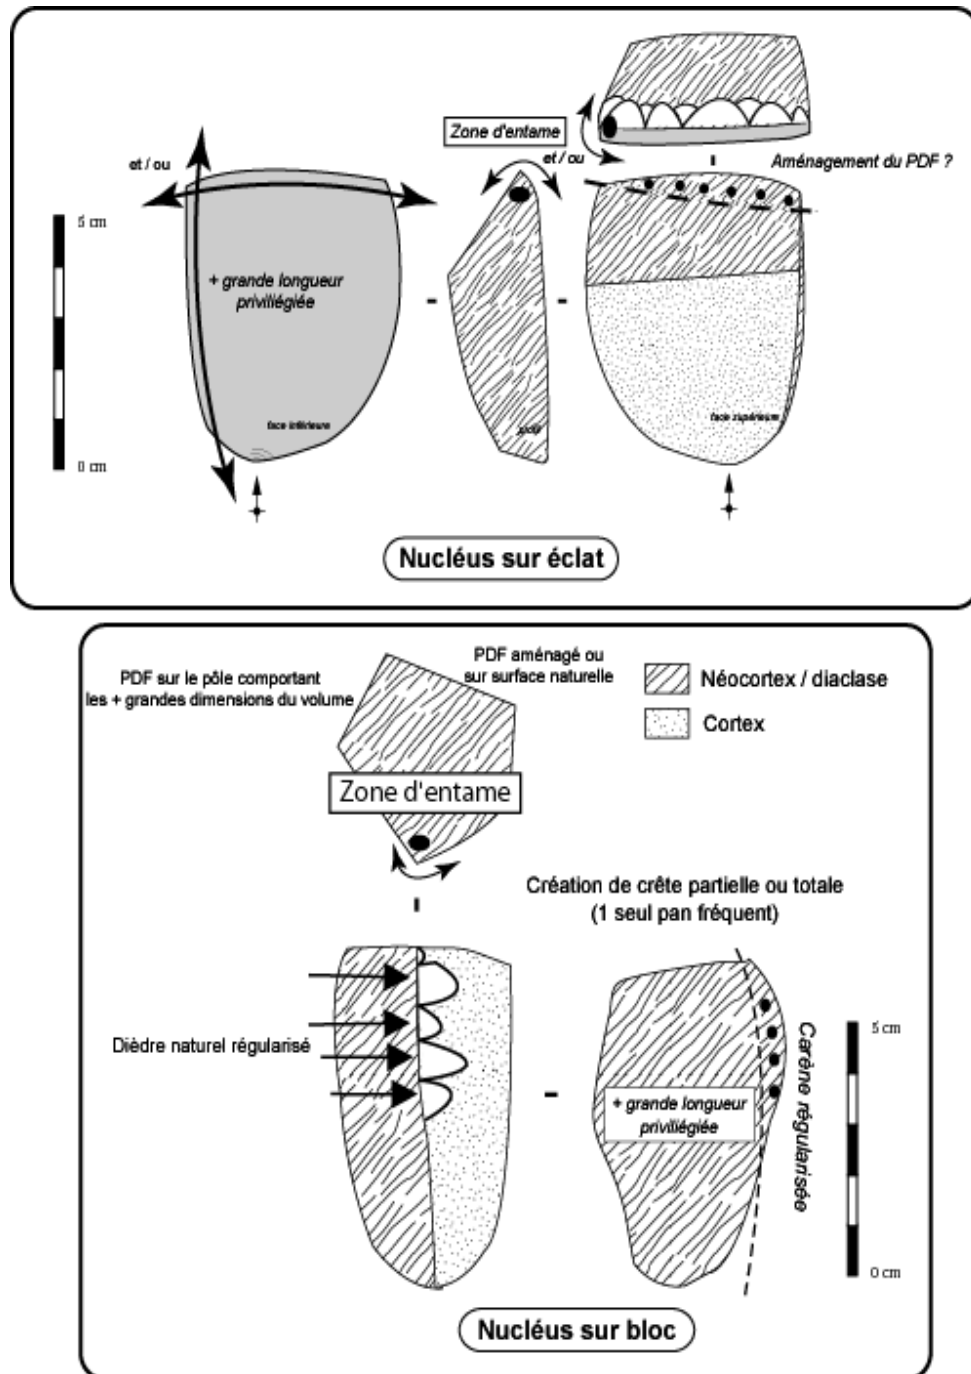 Zone d'entame
et / ou
et / ou
Aménagement du PDF ?
5 cm
+ grande longueur
priviligiée
face inférieure
face supérieure
0 cm
Nucléus sur éclat
PDF sur le pôle comportant
les + grandes dimensions du volume
PDF aménagé ou
sur surface naturelle
Néocortex / diaclase
Cortex
Zone d'entame
Création de crête partielle ou totale
(1 seul pan fréquent)
Dièdre naturel régularisé
+ grande longueur
priviligiée
Carène régularisée
5 cm
0 cm
Nucléus sur bloc